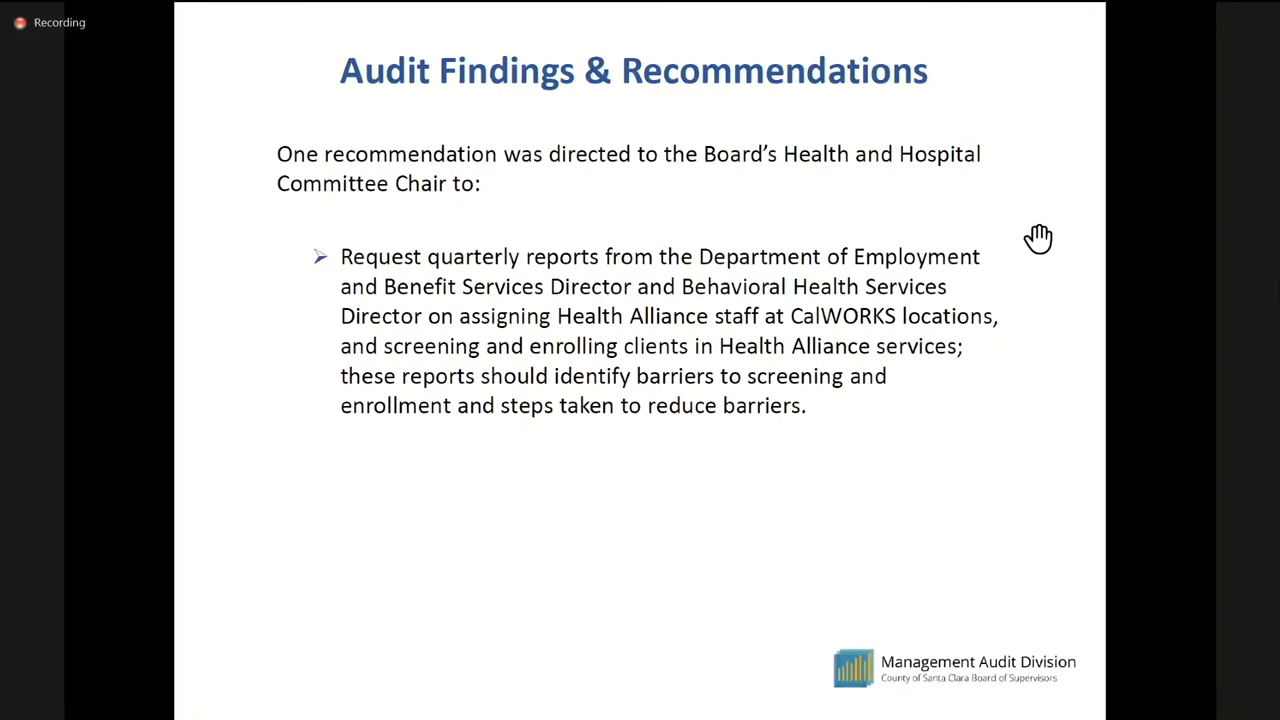 Recording
Audit Findings & Recommendations
One recommendation was directed to the Board’s Health and Hospital
Committee Chair to:
Request quarterly reports from the Department of Employment
and Benefit Services Director and Behavioral Health Services
Director on assigning Health Alliance staff at CalWORKS locations,
and screening and enrolling clients in Health Alliance services;
these reports should identify barriers to screening and
enrollment and steps taken to reduce barriers.
Management Audit Division
County of Santa Clara Board of Supervisors